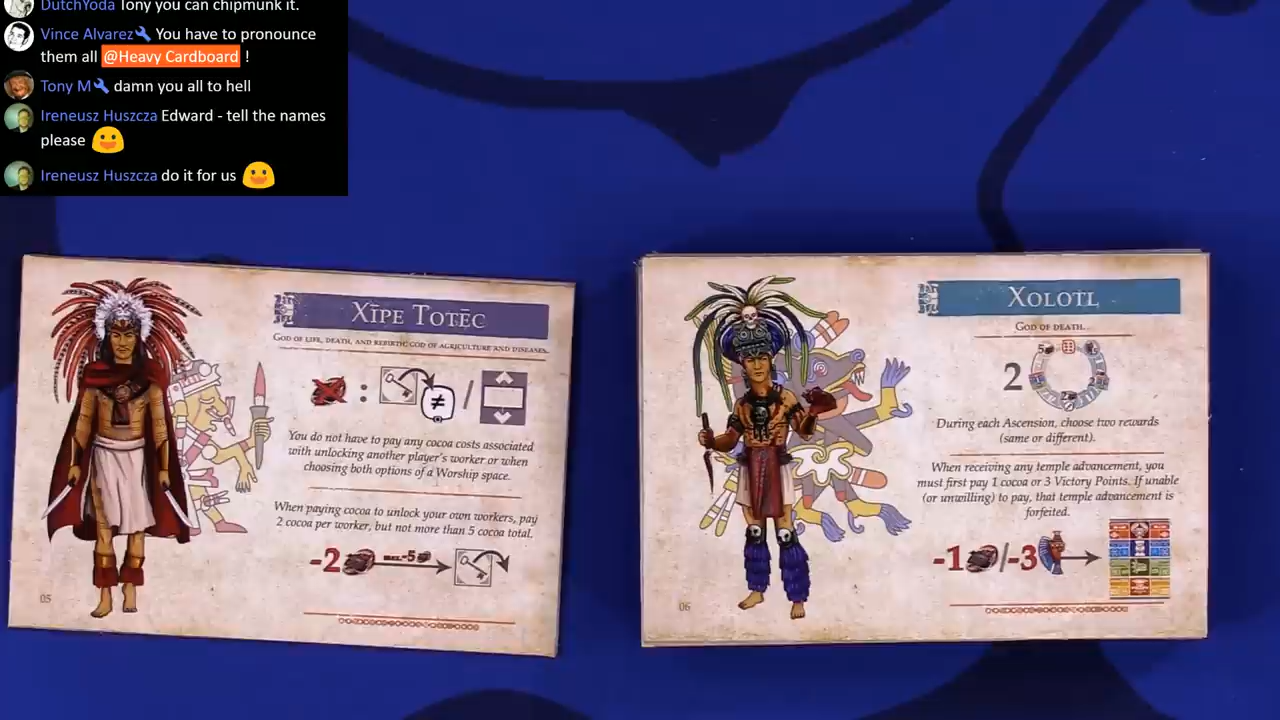 DutchYoda Tony you can chipmunk it.
Vince Alvarez You have to pronounce
them all @Heavy Cardboard !
Tony M damn you all to hell
Ireneusz Huszcza Edward - tell the names
please
Ireneusz Huszcza do it for us
XĪPE TOTĒC
GOD OF LIFE, DEATH, AND REBIRTH; GOD OF AGRICULTURE AND DISEASES.
: ≠ /
You do not have to pay any cocoa costs associated
with unlocking another player's worker or when
choosing both options of a Worship space.
When paying cocoa to unlock your own workers, pay
2 cocoa per worker, but not more than 5 cocoa total.
-2 MAX. -5
05
XOLOTL
GOD OF DEATH.
2
During each Ascension, choose two rewards
(same or different).
When receiving any temple advancement, you
must first pay 1 cocoa or 3 Victory Points. If unable
(or unwilling) to pay, that temple advancement is
forfeited.
-1 /-3
06